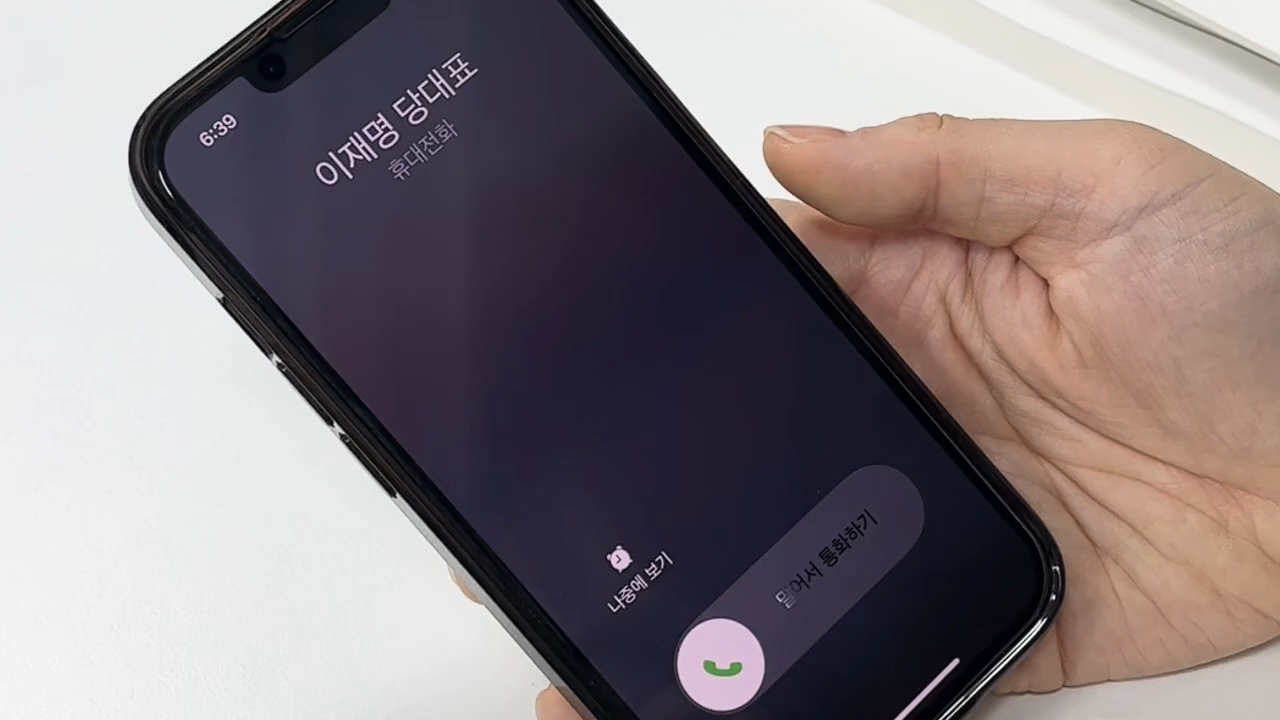 6:39
이재명 당대표
휴대전화
나중에 보기
밀어서 통화하기